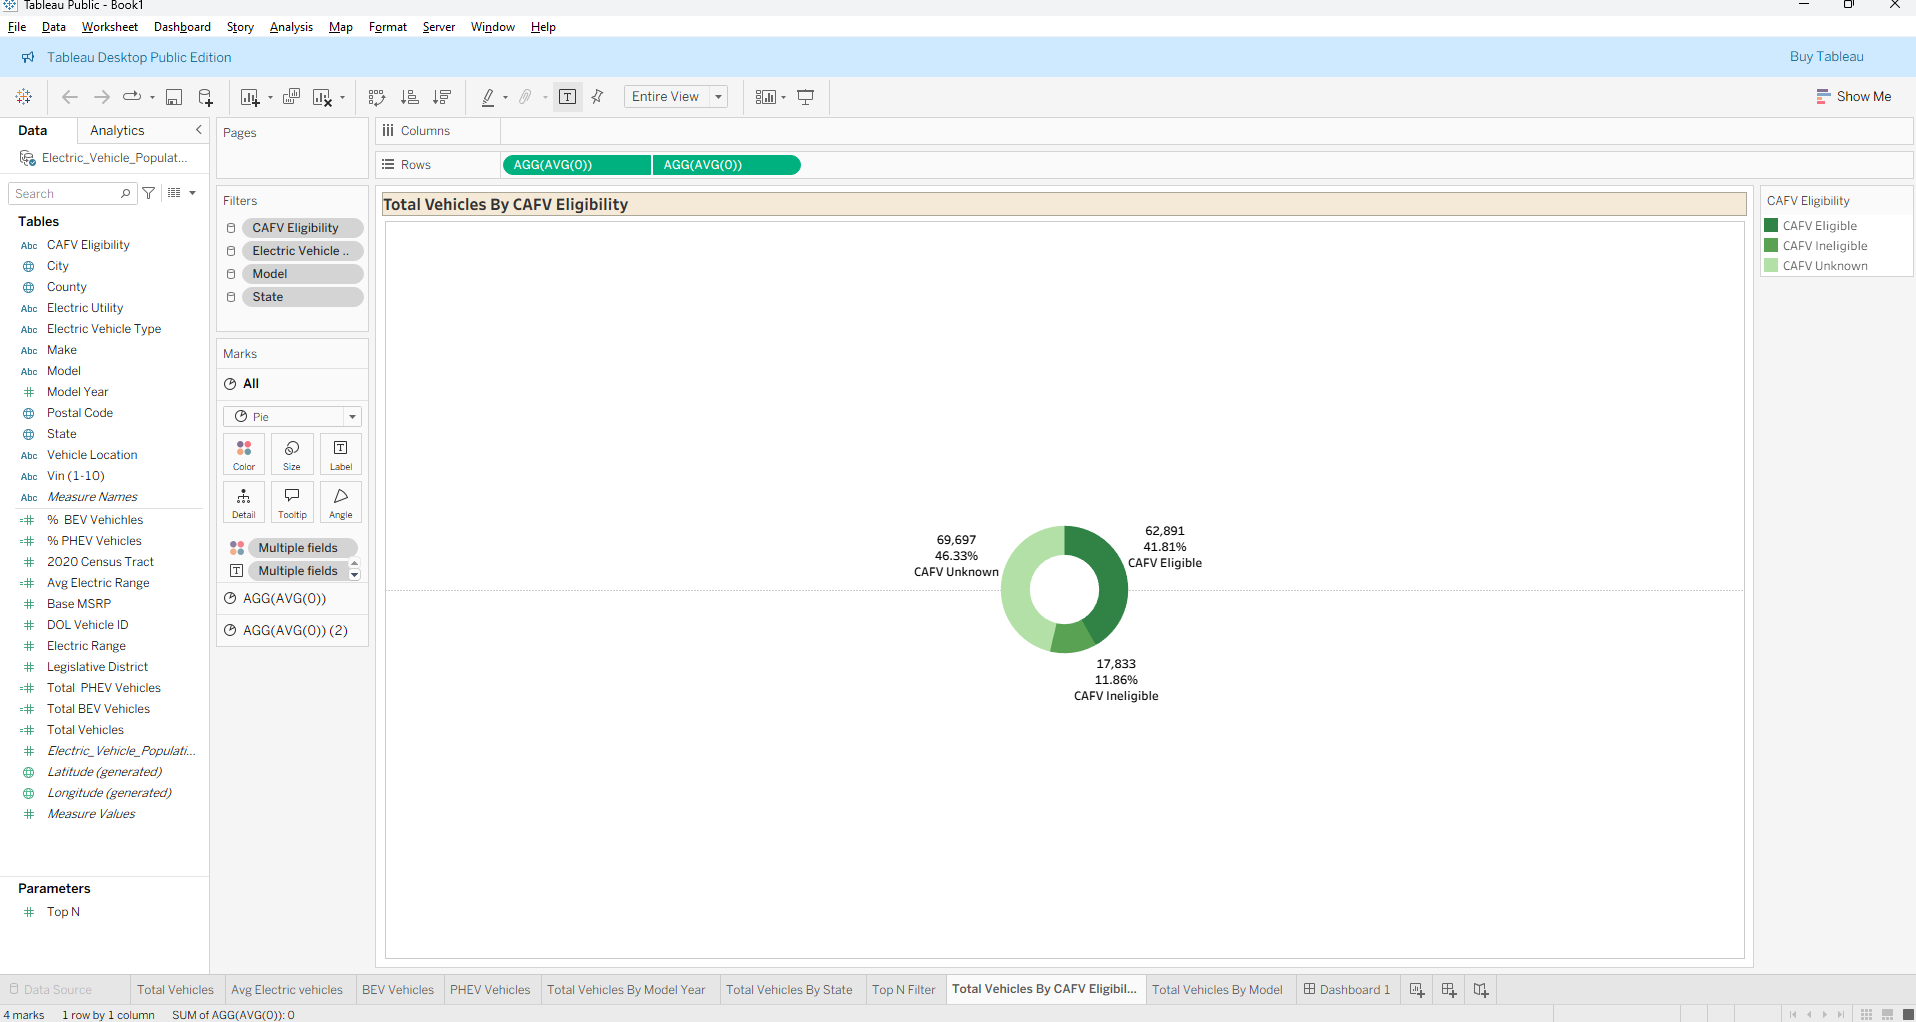 Tableau Public - Book1
File Data Worksheet Dashboard Story Analysis Map Format Server Window Help
Tableau Desktop Public Edition
Buy Tableau
Entire View
Show Me
Data
Analytics
Electric_Vehicle_Populat...
Search
Tables
Abc CAFV Eligibility
City
County
Abc Electric Utility
Abc Electric Vehicle Type
Abc Make
Abc Model
Model Year
Postal Code
State
Abc Vehicle Location
Abc Vin (1-10)
Abc Measure Names
% BEV Vehichles
% PHEV Vehicles
2020 Census Tract
Avg Electric Range
Base MSRP
DOL Vehicle ID
Electric Range
Legislative District
Total PHEV Vehicles
Total BEV Vehicles
Total Vehicles
Electric_Vehicle_Populati...
Latitude (generated)
Longitude (generated)
Measure Values
Parameters
Top N
Pages
Filters
CAFV Eligibility
Electric Vehicle ..
Model
State
Marks
All
Pie
Color
Size
Label
Detail
Tooltip
Angle
Multiple fields
Multiple fields
AGG(AVG(0))
AGG(AVG(0)) (2)
Columns
Rows
AGG(AVG(0))
AGG(AVG(0))
Total Vehicles By CAFV Eligibility
69,697
46.33%
CAFV Unknown
62,891
41.81%
CAFV Eligible
17,833
11.86%
CAFV Ineligible
CAFV Eligibility
CAFV Eligible
CAFV Ineligible
CAFV Unknown
Data Source
Total Vehicles
Avg Electric vehicles
BEV Vehicles
PHEV Vehicles
Total Vehicles By Model Year
Total Vehicles By State
Top N Filter
Total Vehicles By CAFV Eligibil...
Total Vehicles By Model
Dashboard 1
4 marks
1 row by 1 column
SUM of AGG(AVG(0)): 0